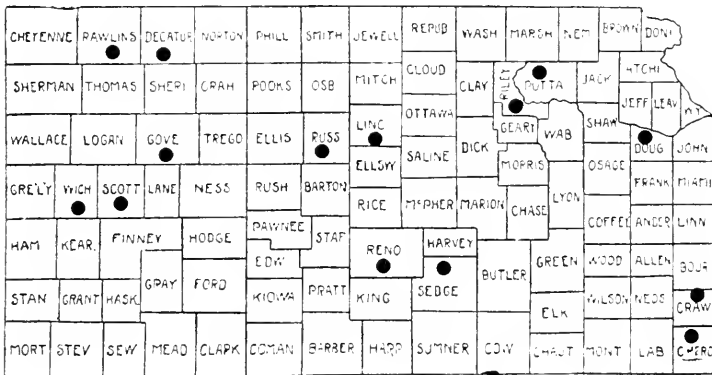 CHEYENNE RAWLINS DECATUR NORTON PHILL SMITH JEWELL REPUB WASH MARSH NEM BROWN DONI
ATCHI
SHERMAN THOMAS SHERI GRAH ROOKS OSB MITCH CLOUD CLAY RILEY POTTA JACK
JEFF LEAV WY
OTTAWA
WALLACE LOGAN GOVE TREGO ELLIS RUSS LINC DICK GEARY WAB SHAW DOUG JOHN
SALINE
ELLSW MORRIS OSAGE
GRE'LY WICH SCOTT LANE NESS RUSH BARTON FRANK MIAMI
RICE McPHER MARION CHASE LYON
COFFEE ANDER LINN
HAM KEAR. FINNEY HODGE PAWNEE STAF RENO HARVEY
EDW BUTLER GREEN WOOD ALLEN BOUR
STAN GRANT HASK GRAY FORD KIOWA PRATT KING SEDGE
ELK WILSON NEOS CRAW
MORT STEV SEW MEAD CLARK COMAN BARBER HARP SUMNER COW CHAUT MONT LAB CHERO